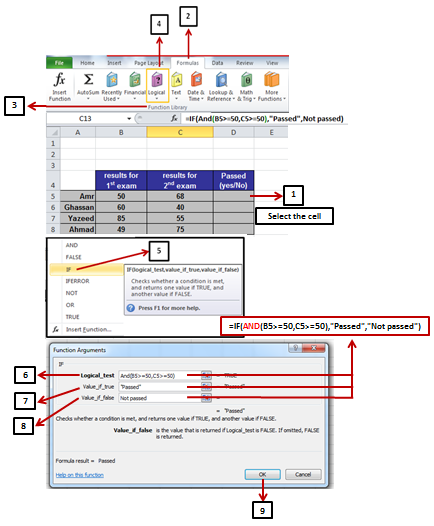 4
2
File Home Insert Page Layout Formulas Data Review View
Insert Function AutoSum Recently Used Financial Logical Text Date & Time Lookup & Reference Math & Trig More Functions
3
Function Library
C13 fx =IF(And(B5>=50,C5>=50),"Passed",Not passed)
A B C D E
1
2
3
4 results for 1st exam results for 2nd exam Passed (yes/No)
5 Amr 50 68
1
6 Ghassan 60 40
Select the cell
7 Yazeed 85 55
8 Ahmad 49 75
AND
5
FALSE
IF IF(logical_test,value_if_true,value_if_false)
IFERROR Checks whether a condition is met, and returns one value if TRUE, and another value if FALSE.
NOT
OR Press F1 for more help.
TRUE
fx Insert Function...
=IF(AND(B5>=50,C5>=50),"Passed","Not passed")
Function Arguments
IF
6 Logical_test And(B5>=50,C5>=50) = TRUE
7 Value_if_true "Passed" = "Passed"
8 Value_if_false Not passed =
= "Passed"
Checks whether a condition is met, and returns one value if TRUE, and another value if FALSE.
Value_if_false is the value that is returned if Logical_test is FALSE. If omitted, FALSE
is returned.
Formula result = Passed
Help on this function OK Cancel
9